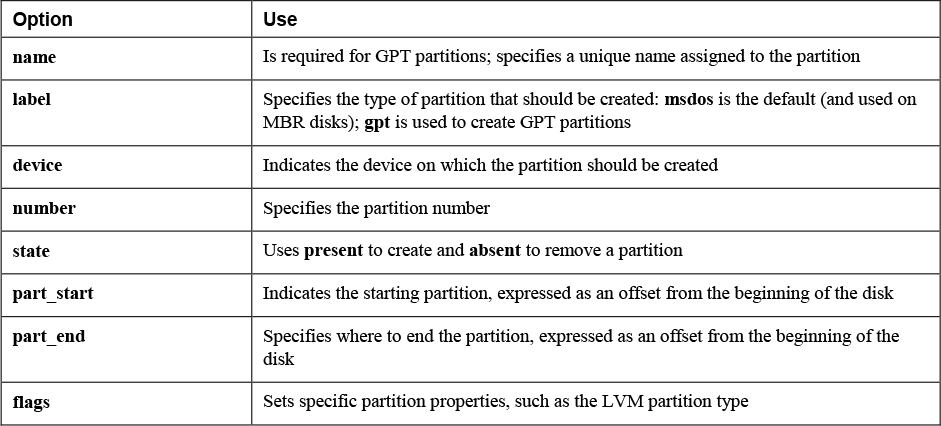 Option Use
name Is required for GPT partitions; specifies a unique name assigned to the partition
label Specifies the type of partition that should be created: msdos is the default (and used on
MBR disks); gpt is used to create GPT partitions
device Indicates the device on which the partition should be created
number Specifies the partition number
state Uses present to create and absent to remove a partition
part_start Indicates the starting partition, expressed as an offset from the beginning of the disk
part_end Specifies where to end the partition, expressed as an offset from the beginning of the
disk
flags Sets specific partition properties, such as the LVM partition type